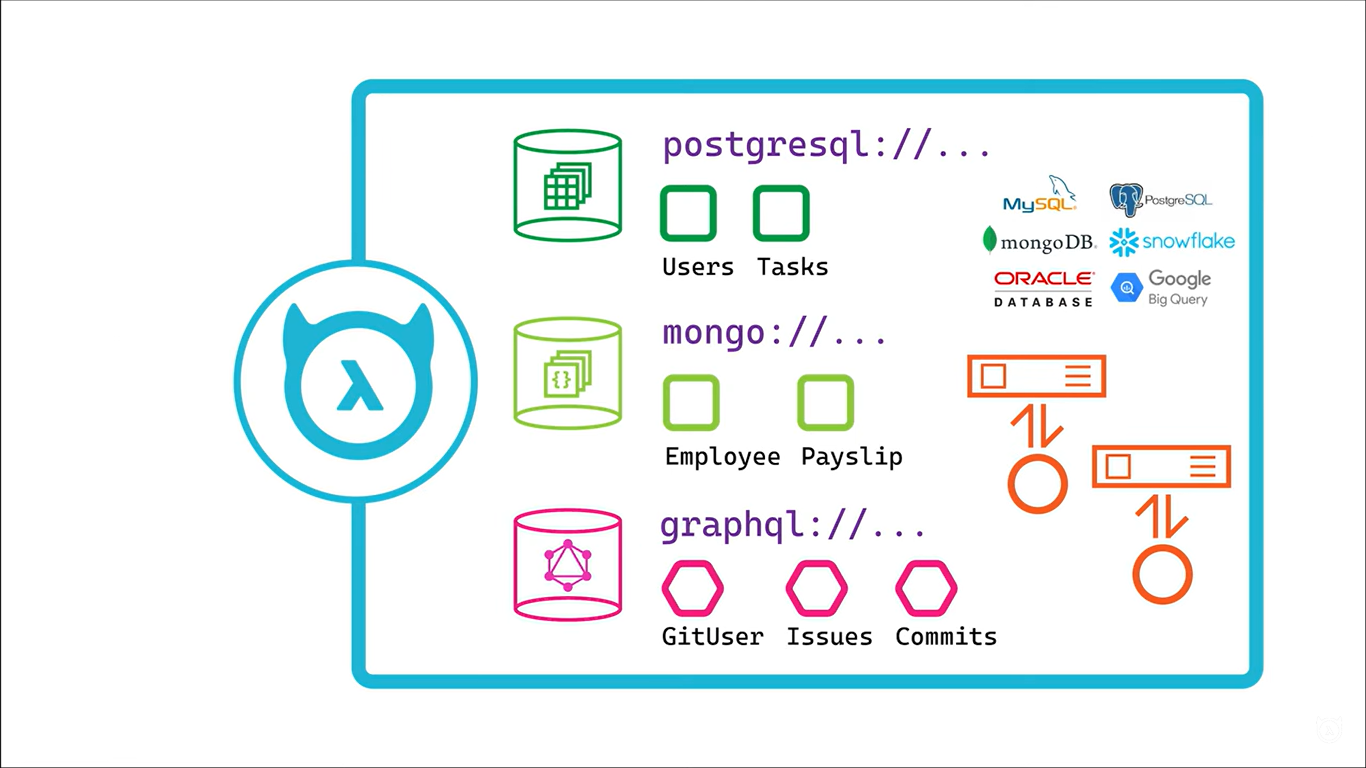 postgresql://...
Users Tasks
MySQL
PostgreSQL
mongoDB
snowflake
ORACLE
DATABASE
Google
Big Query
mongo://...
{}
Employee Payslip
graphql://...
GitUser Issues Commits
λ